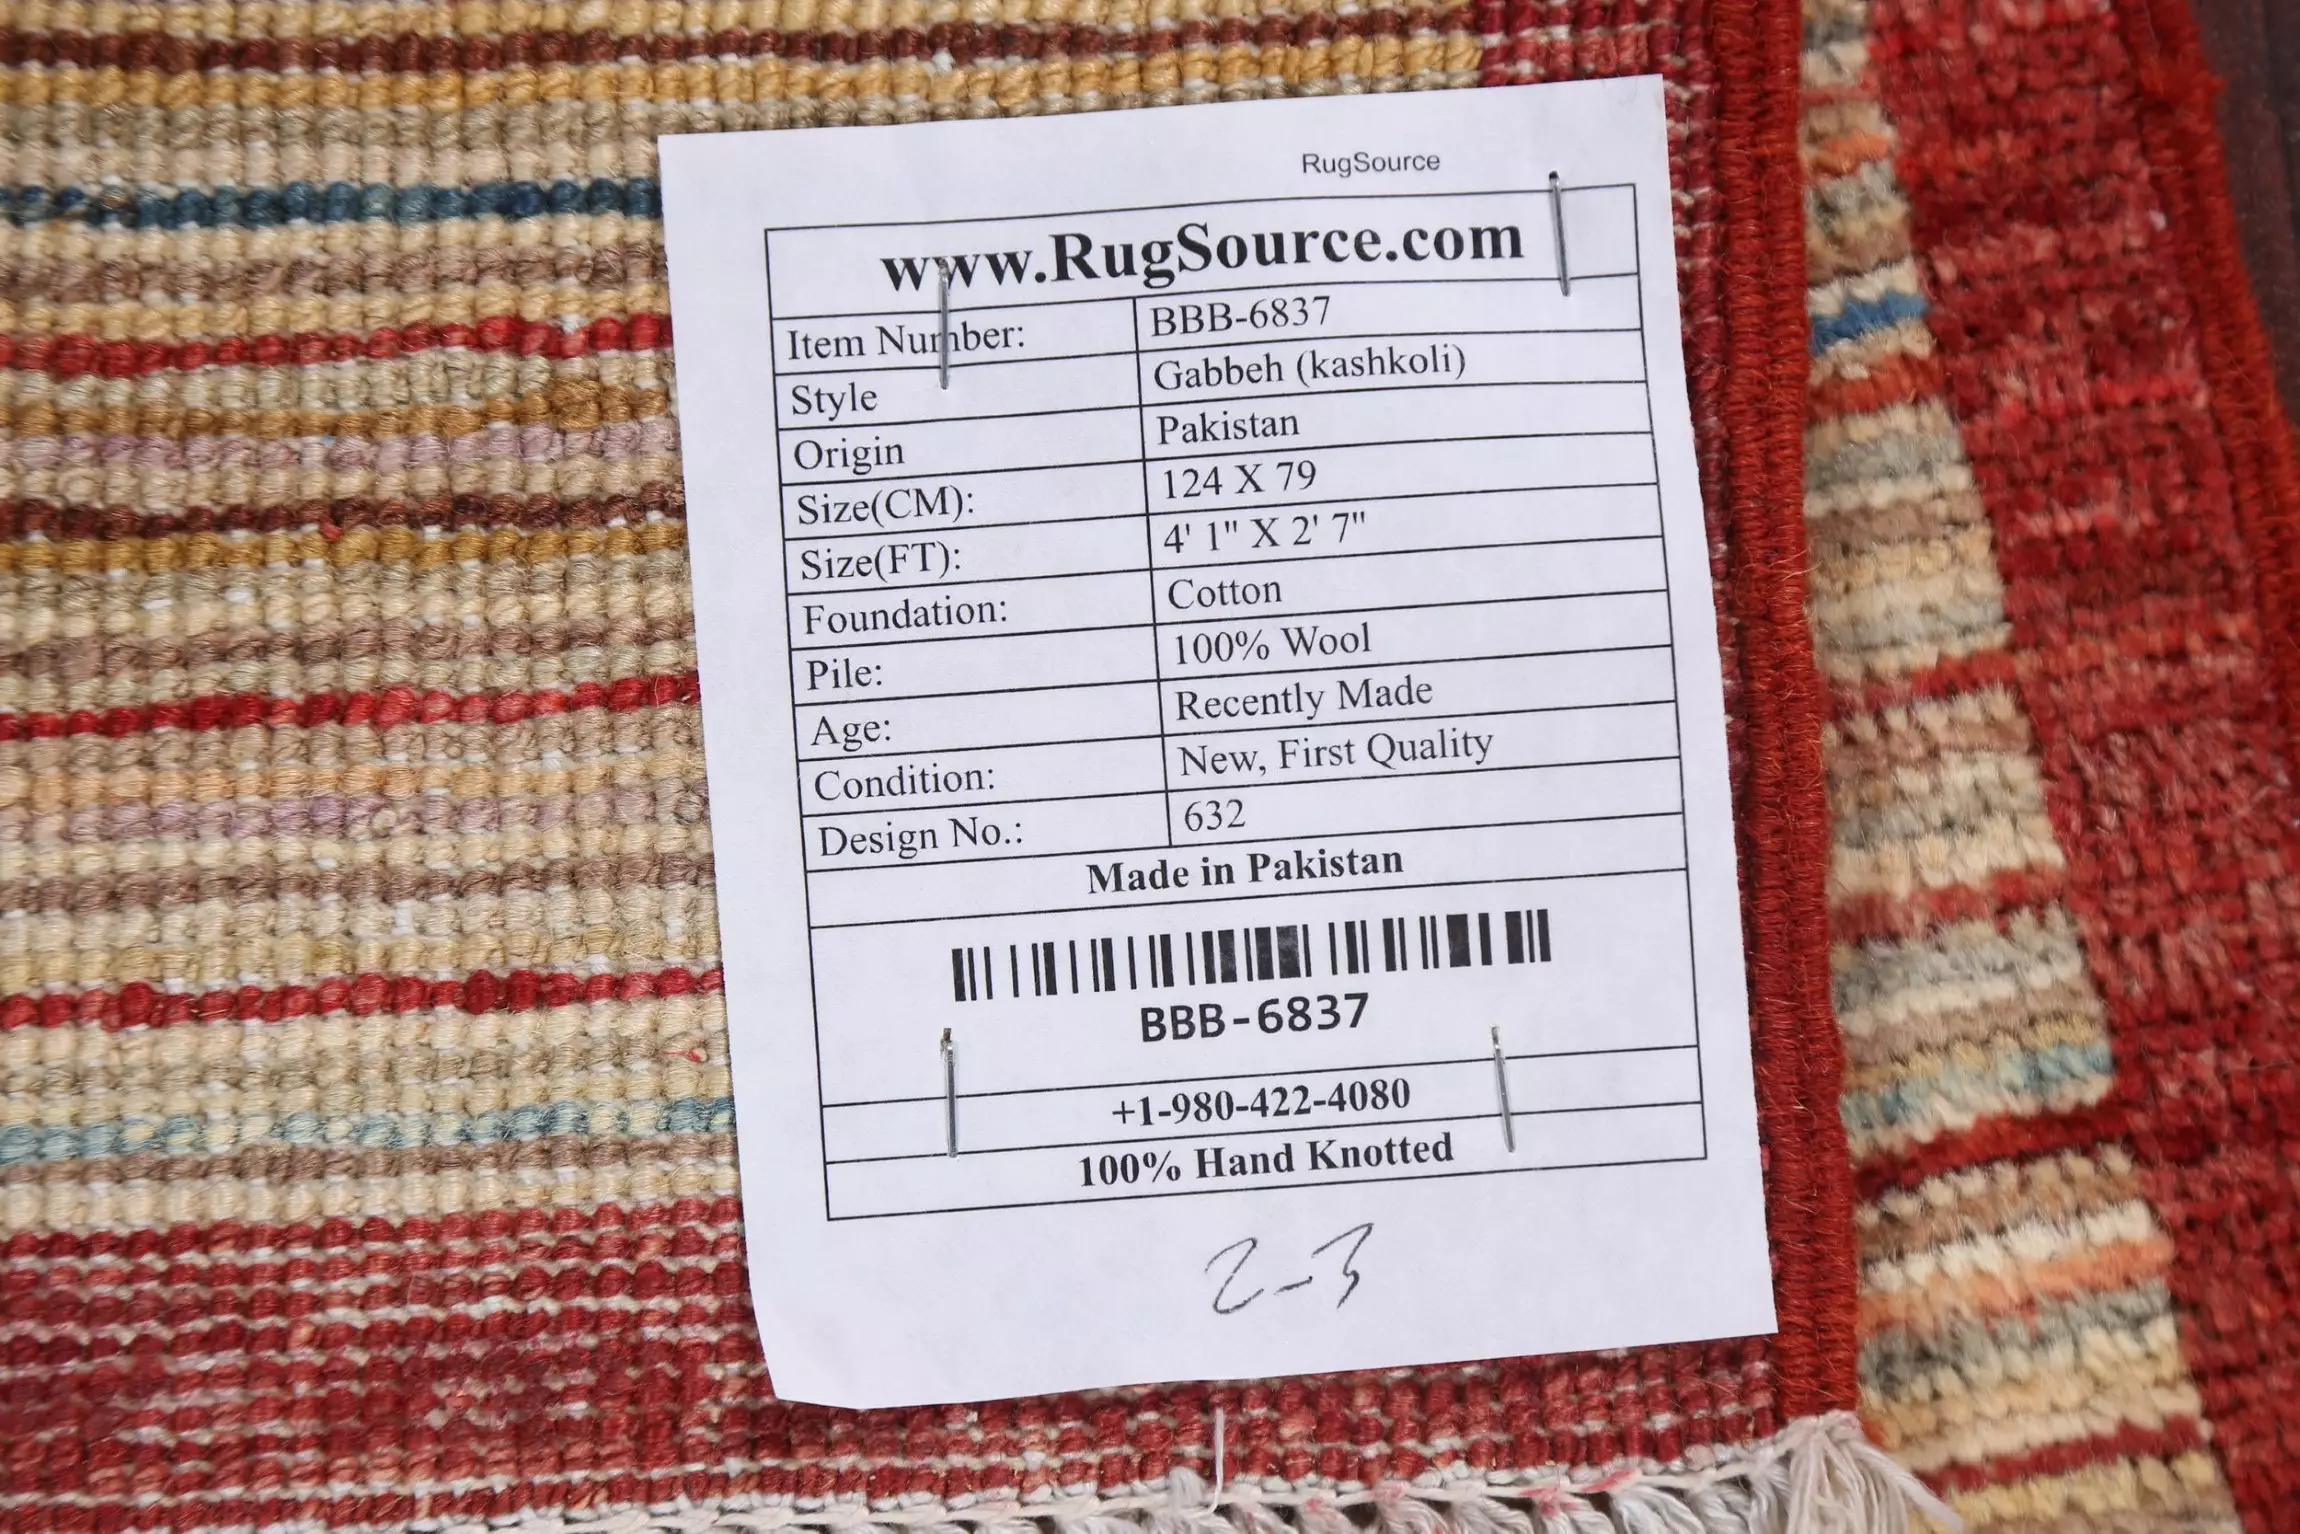 RugSource
www.RugSource.com
Item Number: BBB-6837
Style Gabbeh (kashkoli)
Origin Pakistan
Size(CM): 124 X 79
Size(FT): 4' 1" X 2' 7"
Foundation: Cotton
Pile: 100% Wool
Age: Recently Made
Condition: New, First Quality
Design No.: 632
Made in Pakistan
BBB-6837
+1-980-422-4080
100% Hand Knotted
2-3